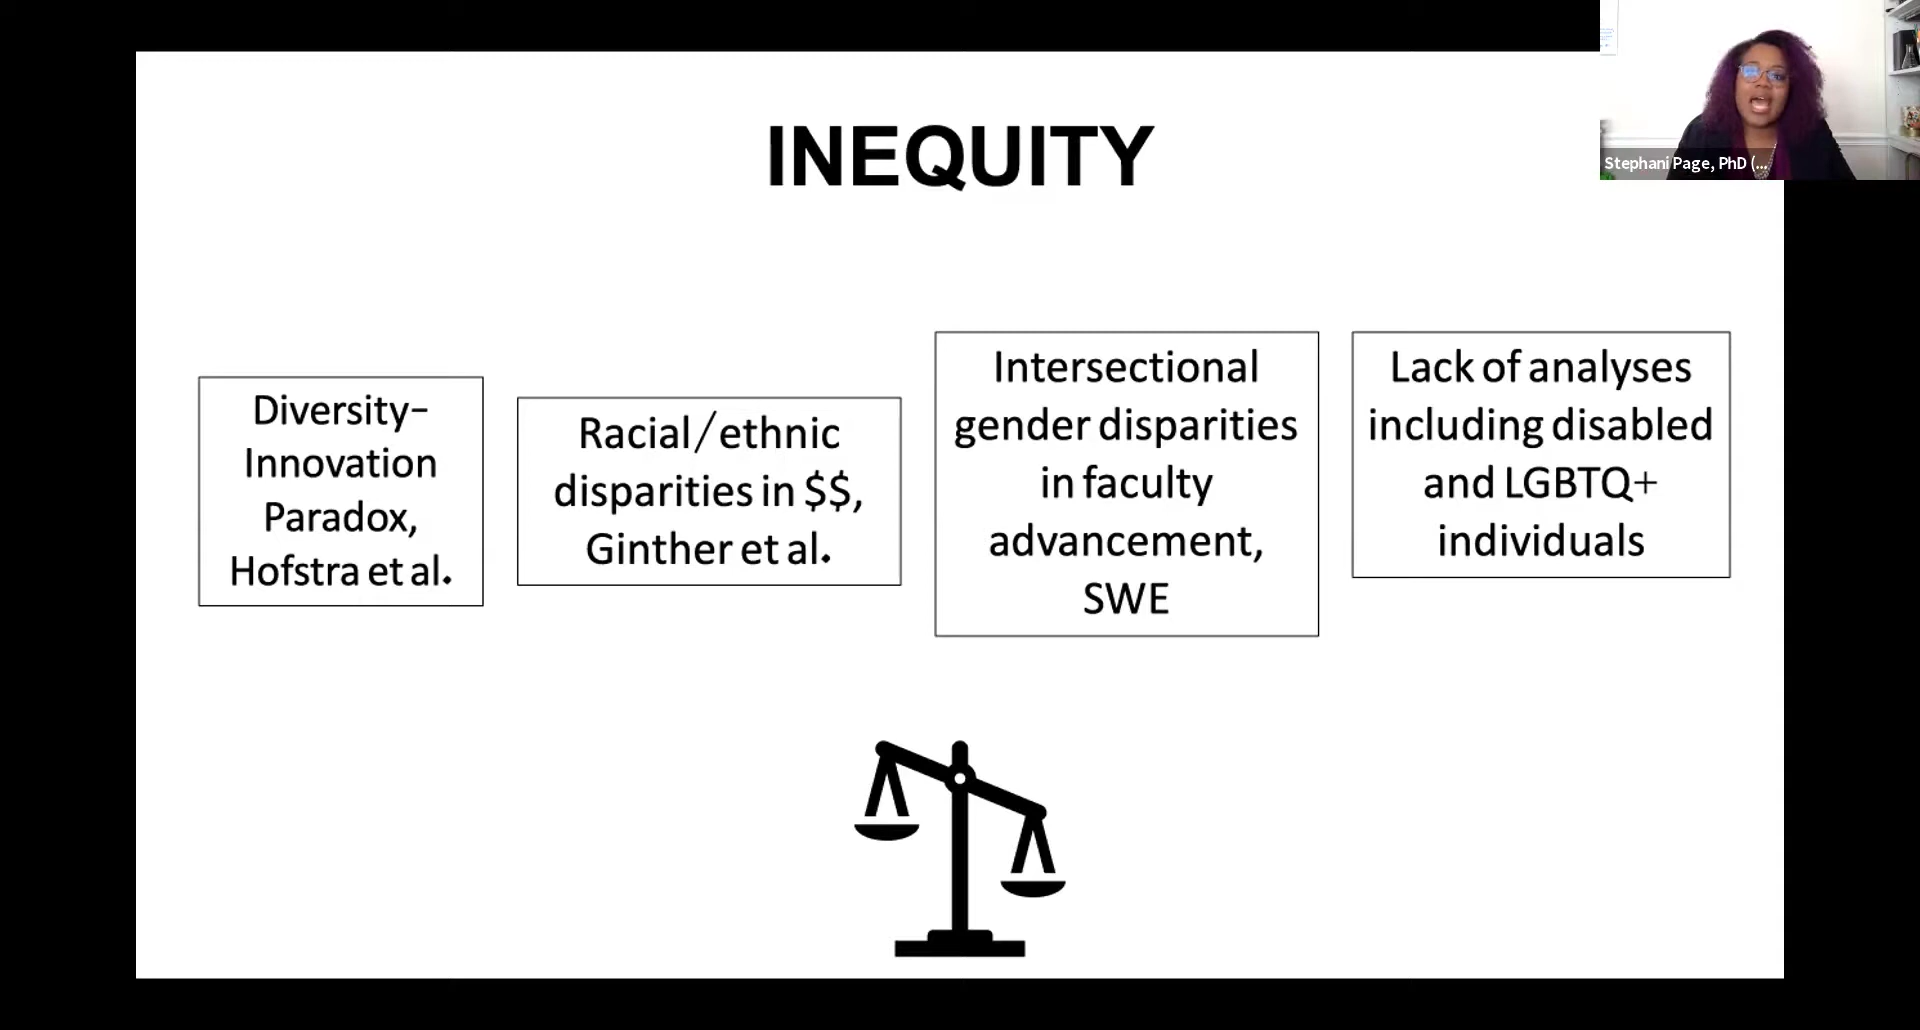 INEQUITY
Stephani Page, PhD (...
Diversity-
Innovation
Paradox,
Hofstra et al.
Racial/ethnic
disparities in $$,
Ginther et al.
Intersectional
gender disparities
in faculty
advancement,
SWE
Lack of analyses
including disabled
and LGBTQ+
individuals